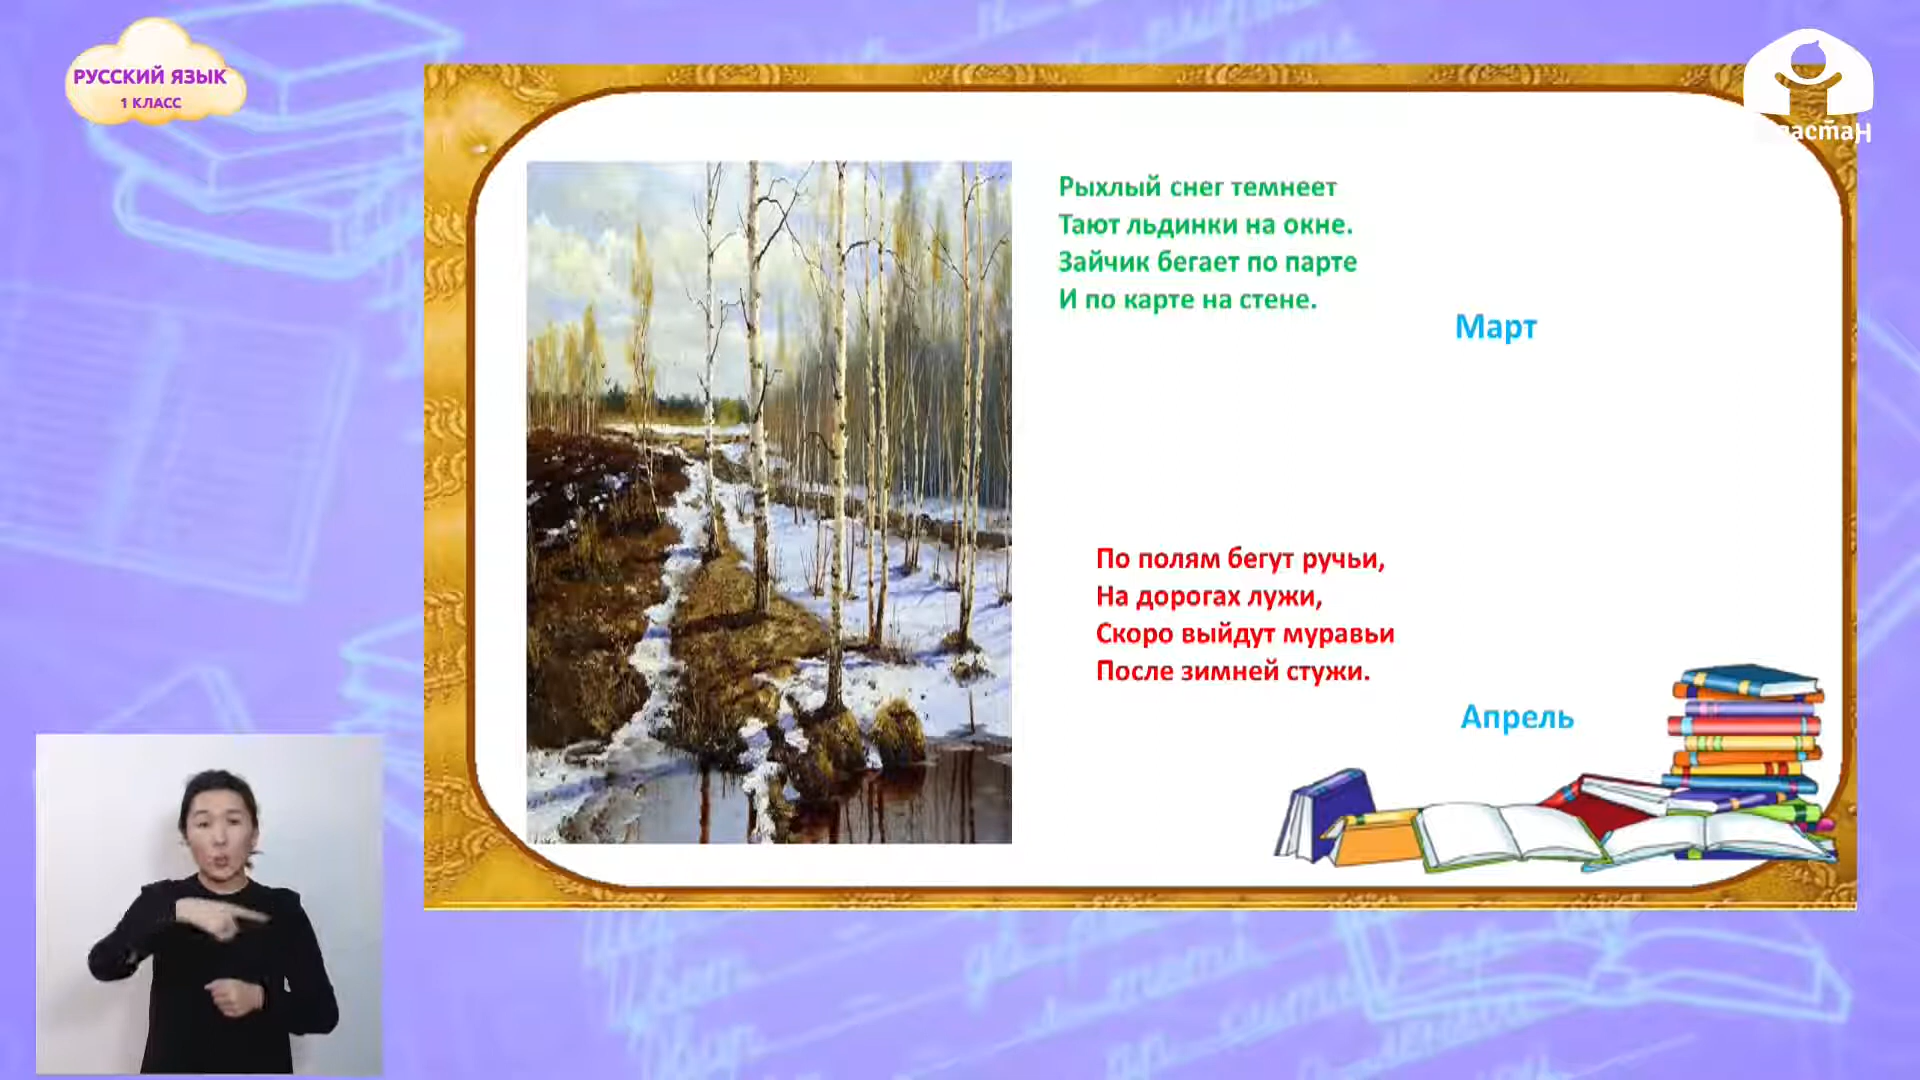 РУССКИЙ ЯЗЫК
1 КЛАСС
Рыхлый снег темнеет
Тают льдинки на окне.
Зайчик бегает по парте
И по карте на стене.
Март
По полям бегут ручьи,
На дорогах лужи,
Скоро выйдут муравьи
После зимней стужи.
Апрель